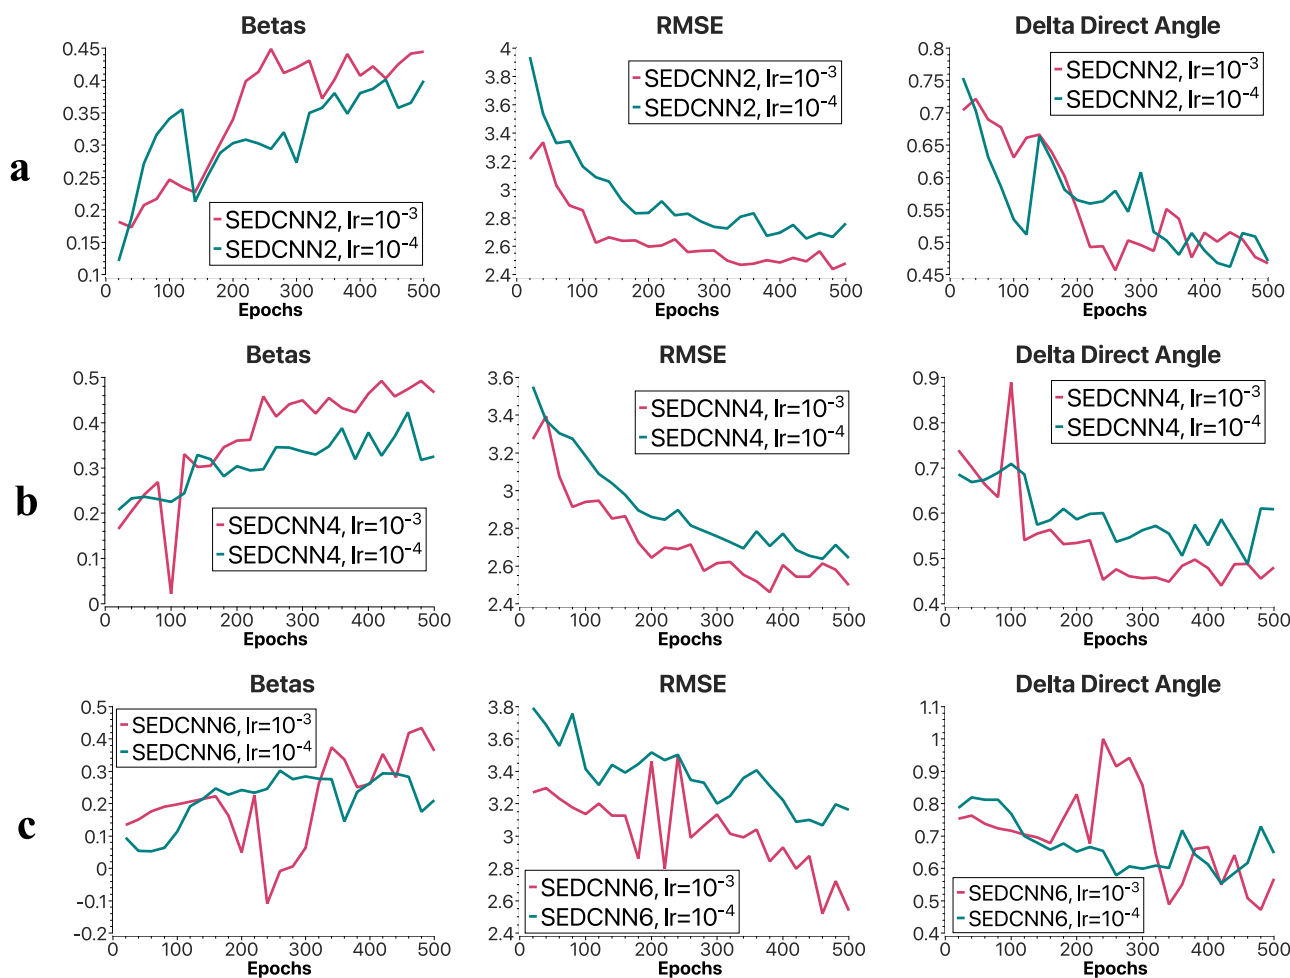 Betas
RMSE
Delta Direct Angle
a
0.45
0.4
0.35
0.3
0.25
0.2
0.15
0.1
SEDCNN2, lr=10-3
SEDCNN2, lr=10-4
0 100 200 300 400 500
Epochs
4
3.8
3.6
3.4
3.2
3
2.8
2.6
2.4
SEDCNN2, lr=10-3
SEDCNN2, lr=10-4
0 100 200 300 400 500
Epochs
0.8
0.75
0.7
0.65
0.6
0.55
0.5
0.45
SEDCNN2, lr=10-3
SEDCNN2, lr=10-4
0 100 200 300 400 500
Epochs
Betas
RMSE
Delta Direct Angle
b
0.5
0.4
0.3
0.2
0.1
0
SEDCNN4, lr=10-3
SEDCNN4, lr=10-4
0 100 200 300 400 500
Epochs
3.6
3.4
3.2
3
2.8
2.6
2.4
SEDCNN4, lr=10-3
SEDCNN4, lr=10-4
0 100 200 300 400 500
Epochs
0.9
0.8
0.7
0.6
0.5
0.4
SEDCNN4, lr=10-3
SEDCNN4, lr=10-4
0 100 200 300 400 500
Epochs
Betas
RMSE
Delta Direct Angle
c
0.5
0.4
0.3
0.2
0.1
0
-0.1
-0.2
SEDCNN6, lr=10-3
SEDCNN6, lr=10-4
0 100 200 300 400 500
Epochs
3.8
3.6
3.4
3.2
3
2.8
2.6
2.4
SEDCNN6, lr=10-3
SEDCNN6, lr=10-4
0 100 200 300 400 500
Epochs
1.1
1
0.9
0.8
0.7
0.6
0.5
0.4
SEDCNN6, lr=10-3
SEDCNN6, lr=10-4
0 100 200 300 400 500
Epochs